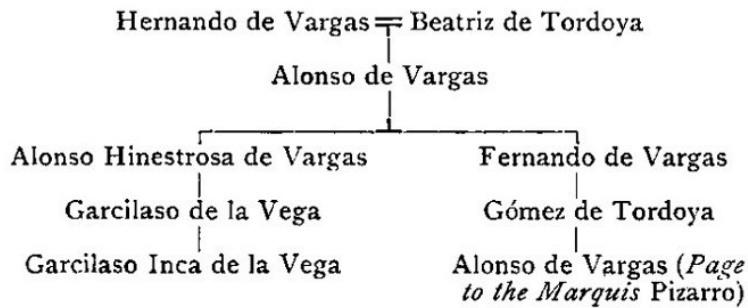 Hernando de Vargas = Beatriz de Tordoya
Alonso de Vargas
Alonso Hinestrosa de Vargas Fernando de Vargas
Garcilaso de la Vega Gómez de Tordoya
Garcilaso Inca de la Vega Alonso de Vargas (Page
to the Marquis Pizarro)